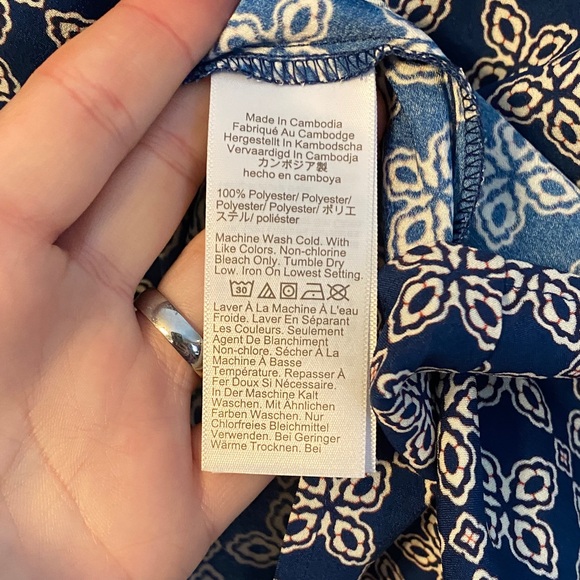 Made In Cambodia
Fabriqué Au Cambodge
Hergestellt In Kambodscha
Vervaardigd In Cambodja
カンボジア製
hecho en camboya
100% Polyester/ Polyester/
Polyester/ Polyester/ ポリエ
ステル/ poliéster
Machine Wash Cold. With
Like Colors. Non-chlorine
Bleach Only. Tumble Dry
Low. Iron On Lowest Setting.
30
Laver À La Machine À L'eau
Froide. Laver En Séparant
Les Couleurs. Seulement
Agent De Blanchiment
Non-chlore. Sécher À La
Machine À Basse
Température. Repasser À
Fer Doux Si Nécessaire.
In Der Maschine Kalt
Waschen. Mit Ähnlichen
Farben Waschen. Nur
Chlorfreies Bleichmittel
Verwenden. Bei Geringer
Wärme Trocknen. Bei